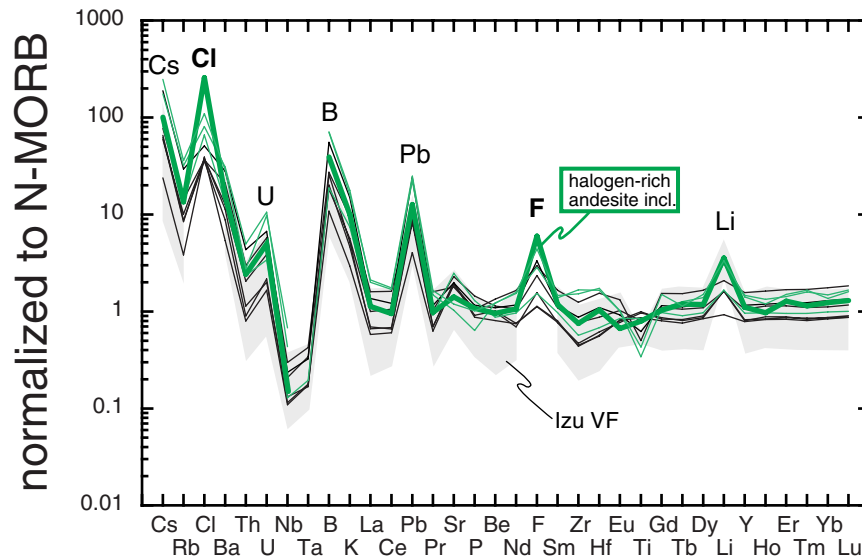 normalized to N-MORB
1000
100
10
1
0.1
0.01
Cs
Cl
U
B
Pb
F
Li
halogen-rich
andesite incl.
Izu VF
Cs Cl Th Nb B La Pb Sr Be F Zr Eu Gd Dy Y Er Yb
Rb Ba U Ta K Ce Pr P Nd Sm Hf Ti Tb Li Ho Tm Lu